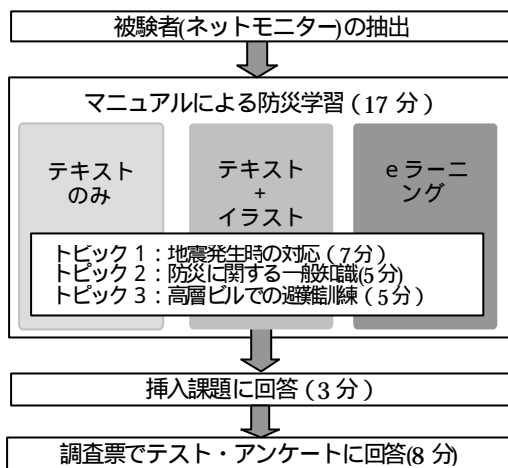 被験者(ネットモニター)の抽出
マニュアルによる防災学習(17 分)
テキスト
のみ
テキスト
+
イラスト
eラーニ
ング
トピック 1:地震発生時の対応(7分)
トピック 2:防災に関する一般知識(5分)
トピック 3:高層ビルでの避難訓練(5分)
挿入課題に回答(3 分)
調査票でテスト・アンケートに回答(8 分)